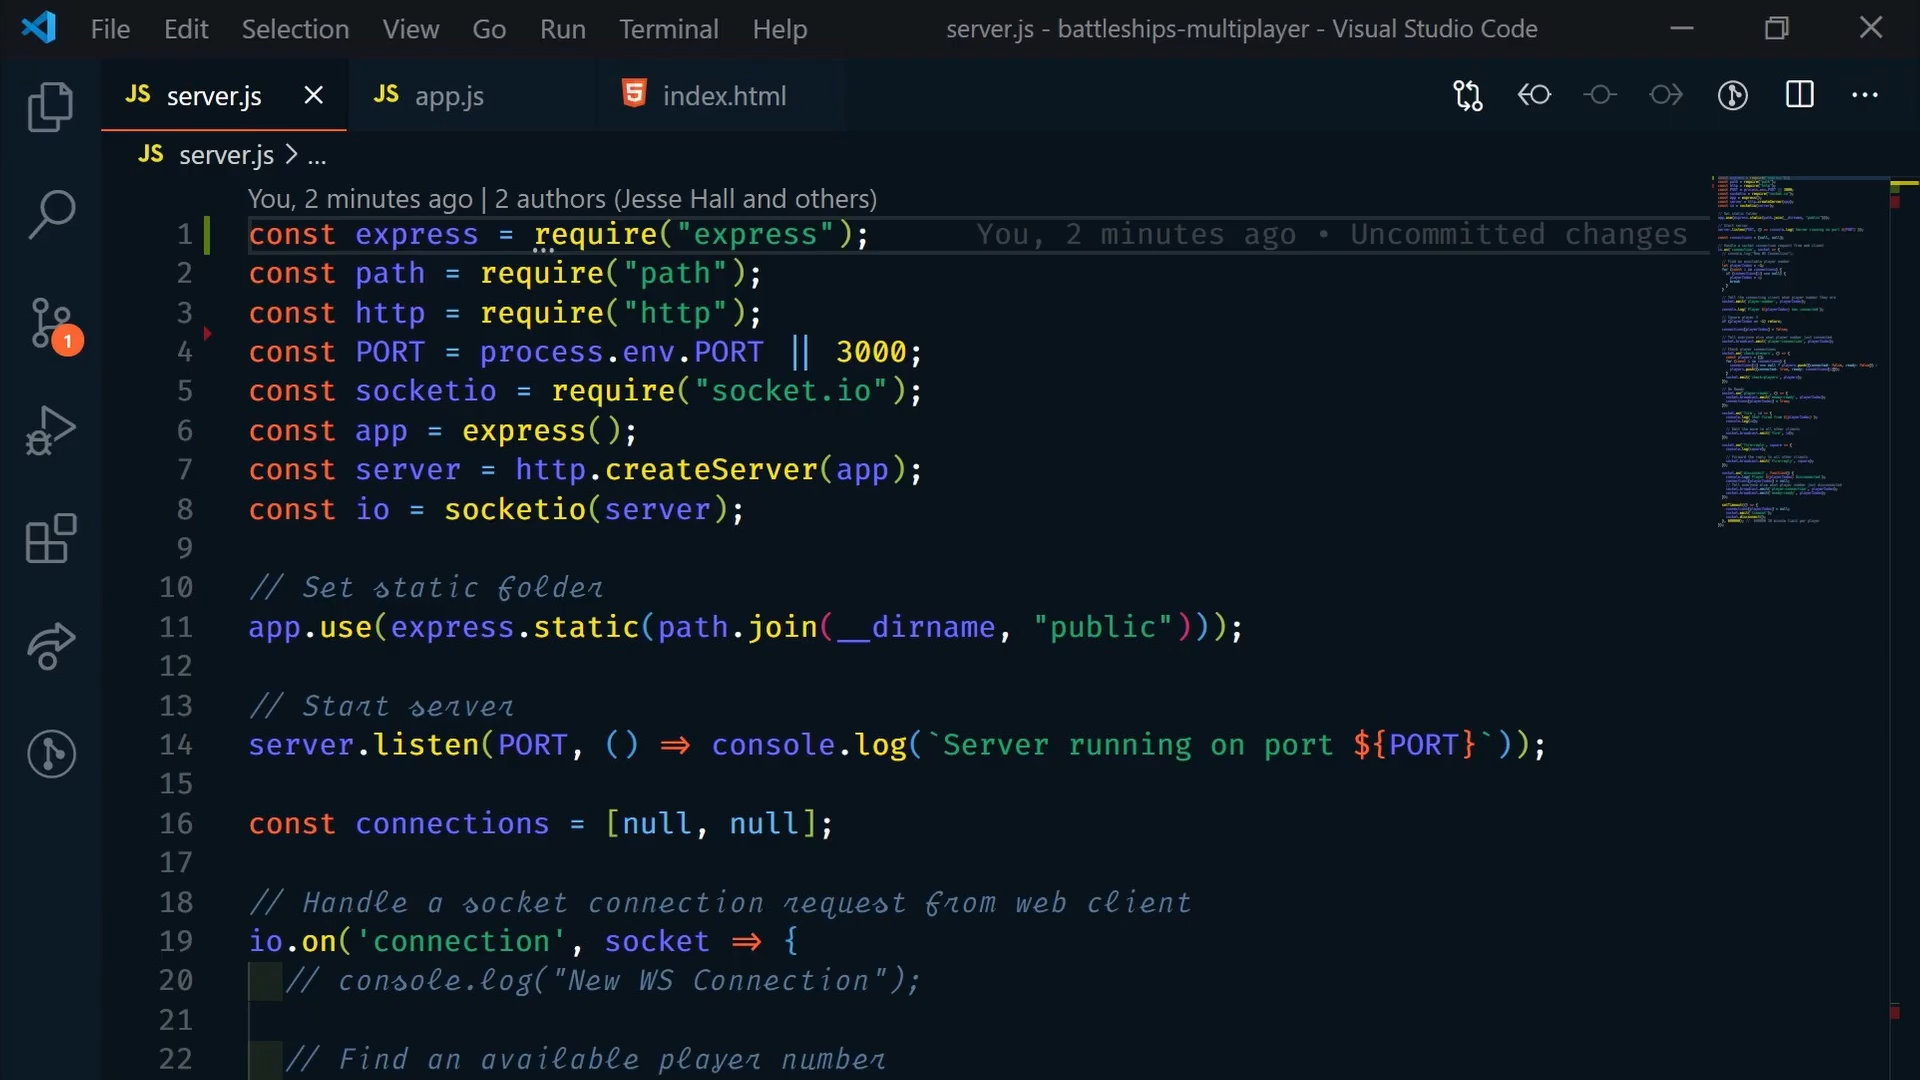 File Edit Selection View Go Run Terminal Help server.js - battleships-multiplayer - Visual Studio Code
JS server.js JS app.js 5 index.html
JS server.js > ...
You, 2 minutes ago | 2 authors (Jesse Hall and others)
1 const express = require("express"); You, 2 minutes ago • Uncommitted changes
2 const path = require("path");
3 const http = require("http");
4 const PORT = process.env.PORT || 3000;
5 const socketio = require("socket.io");
6 const app = express();
7 const server = http.createServer(app);
8 const io = socketio(server);
9
10 // Set static folder
11 app.use(express.static(path.join(__dirname, "public")));
12
13 // Start server
14 server.listen(PORT, () => console.log(`Server running on port ${PORT}`));
15
16 const connections = [null, null];
17
18 // Handle a socket connection request from web client
19 io.on('connection', socket => {
20 // console.log("New WS Connection");
21
22 // Find an available player number
1